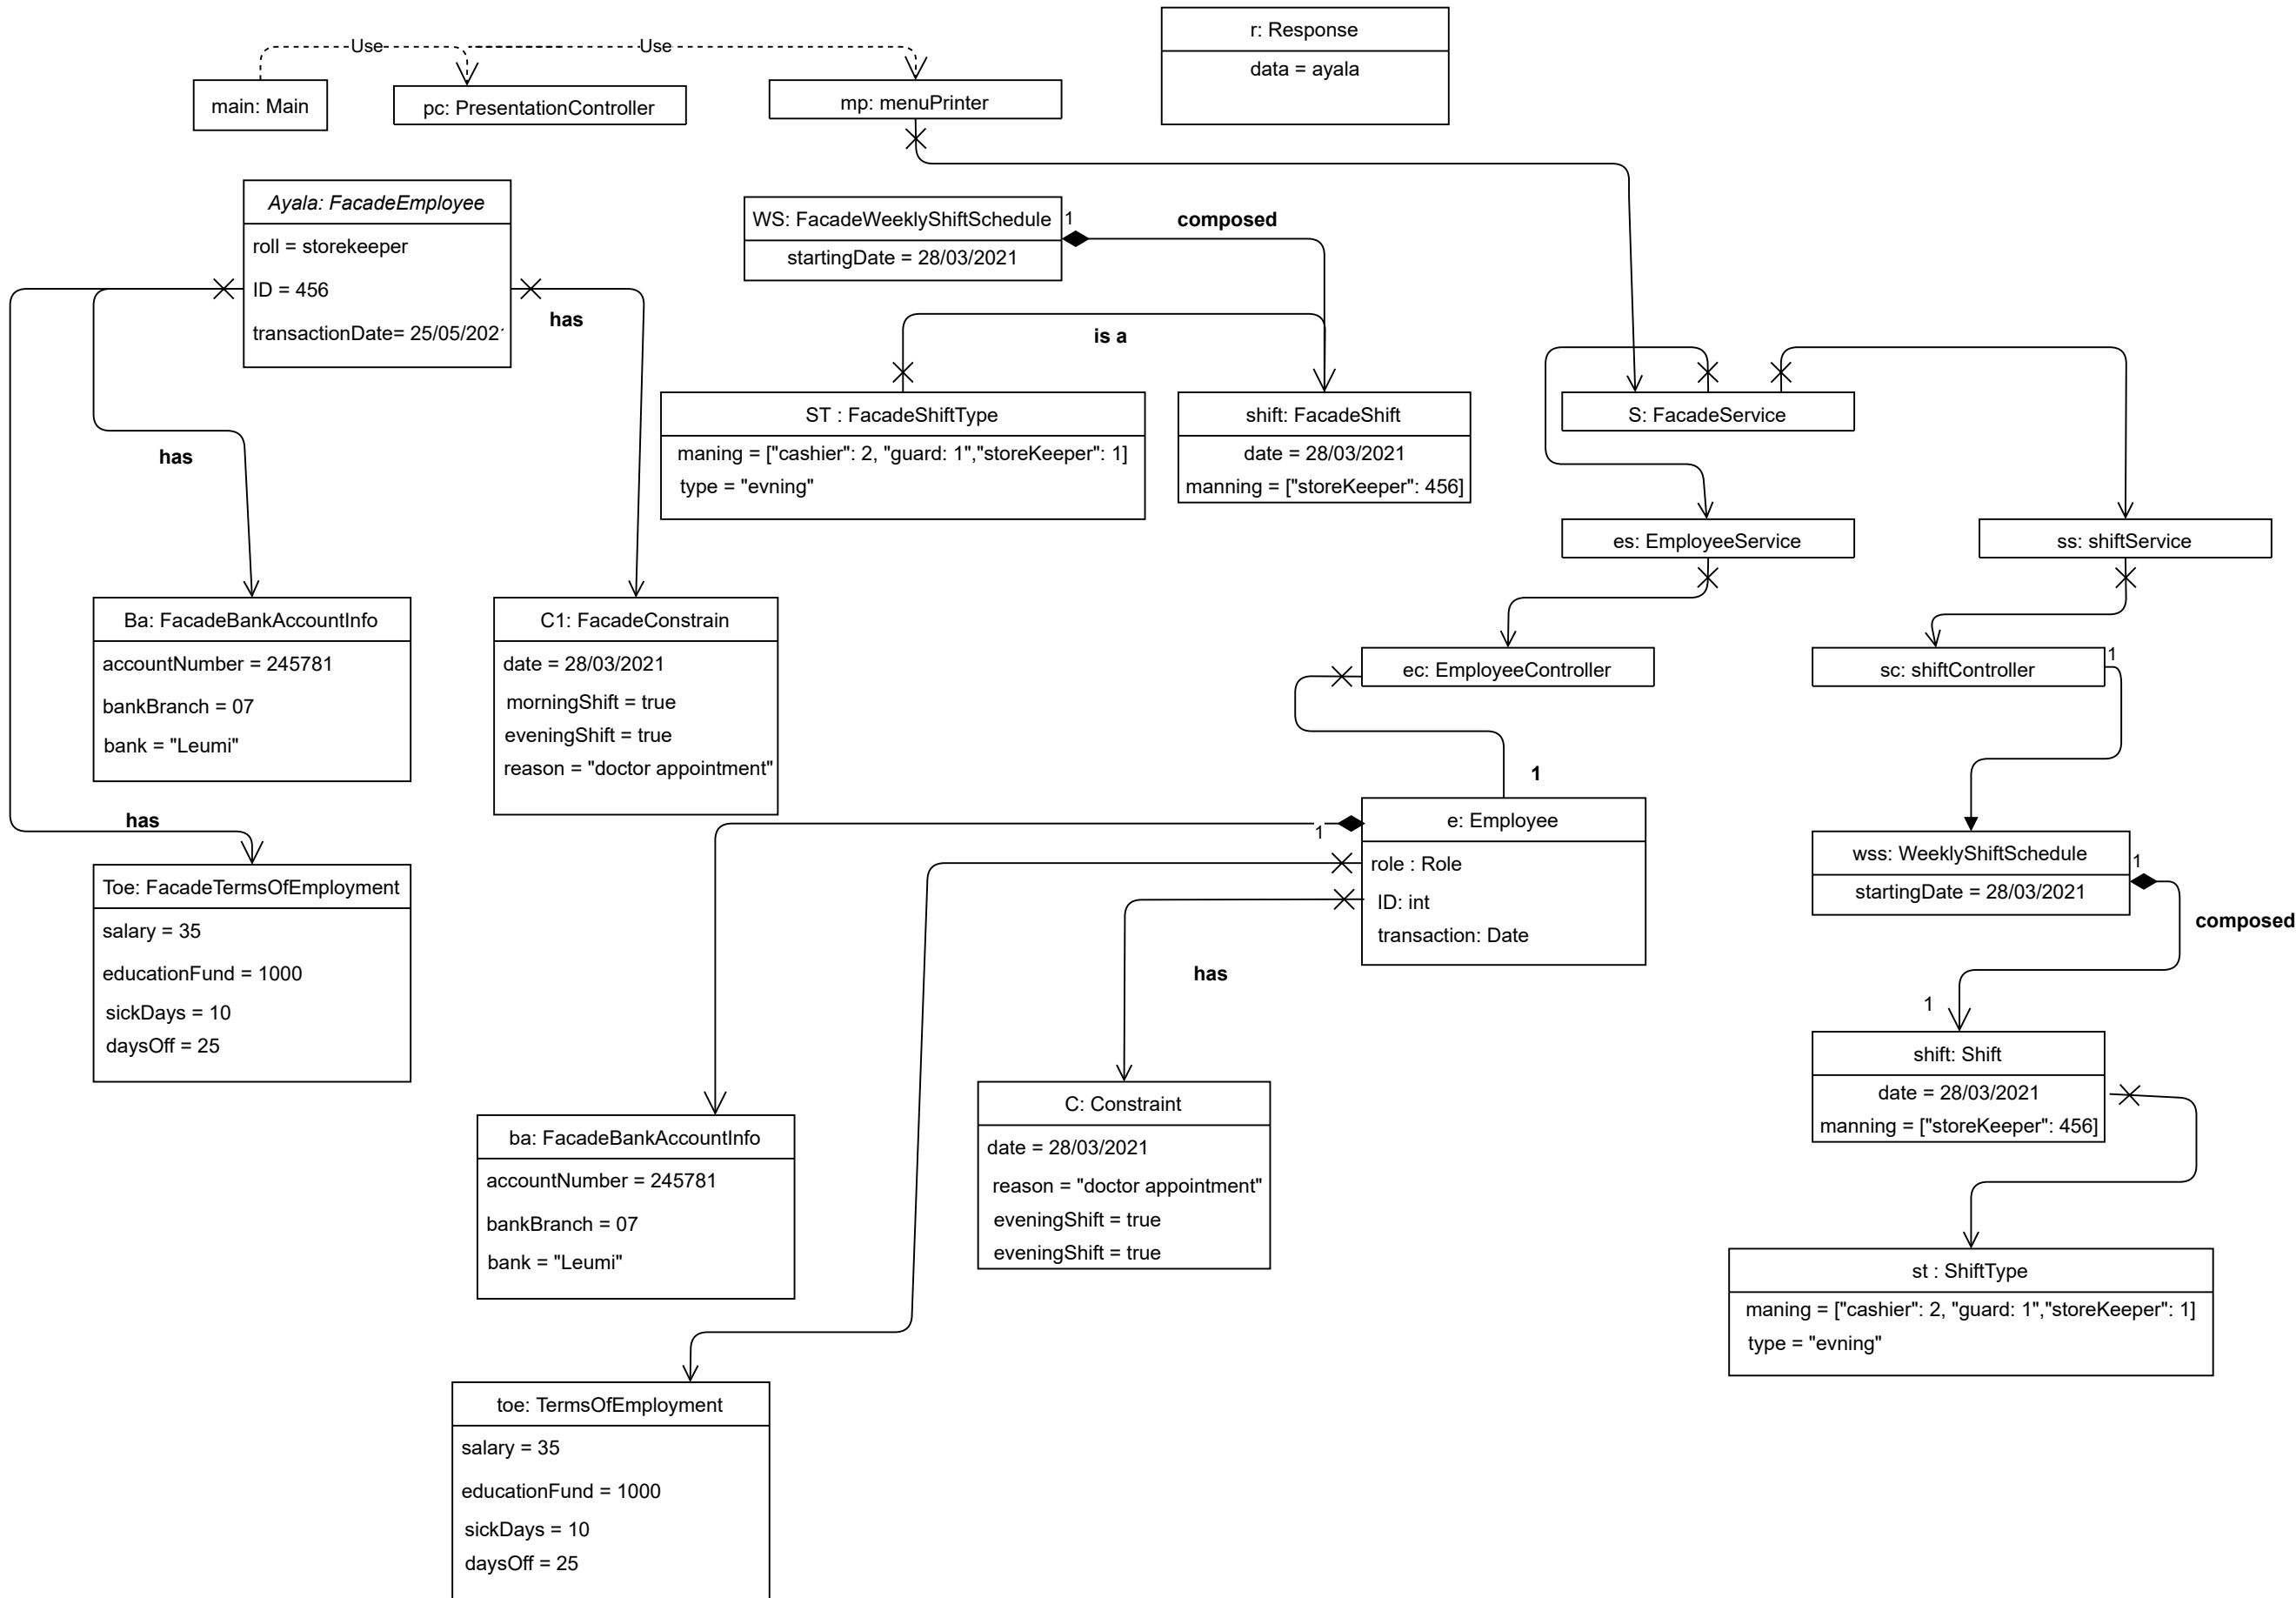 r: Response
data = ayala
Use
Use
main: Main
pc: PresentationController
mp: menuPrinter
Ayala: FacadeEmployee
roll = storekeeper
ID = 456
transactionDate= 25/05/202
has
WS: FacadeWeeklyShiftSchedule
startingDate = 28/03/2021
1
composed
is a
ST : FacadeShiftType
maning = ["cashier": 2, "guard: 1","storeKeeper": 1]
type = "evning"
shift: FacadeShift
date = 28/03/2021
manning = ["storeKeeper": 456]
S: FacadeService
has
es: EmployeeService
ss: shiftService
Ba: FacadeBankAccountInfo
accountNumber = 245781
bankBranch = 07
bank = "Leumi"
C1: FacadeConstrain
date = 28/03/2021
morningShift = true
eveningShift = true
reason = "doctor appointment"
ec: EmployeeController
sc: shiftController
1
1
has
e: Employee
role : Role
ID: int
transaction: Date
1
wss: WeeklyShiftSchedule
startingDate = 28/03/2021
1
composed
Toe: FacadeTermsOfEmployment
salary = 35
educationFund = 1000
sickDays = 10
daysOff = 25
has
1
shift: Shift
date = 28/03/2021
manning = ["storeKeeper": 456]
ba: FacadeBankAccountInfo
accountNumber = 245781
bankBranch = 07
bank = "Leumi"
C: Constraint
date = 28/03/2021
reason = "doctor appointment"
eveningShift = true
eveningShift = true
st : ShiftType
maning = ["cashier": 2, "guard: 1","storeKeeper": 1]
type = "evning"
toe: TermsOfEmployment
salary = 35
educationFund = 1000
sickDays = 10
daysOff = 25